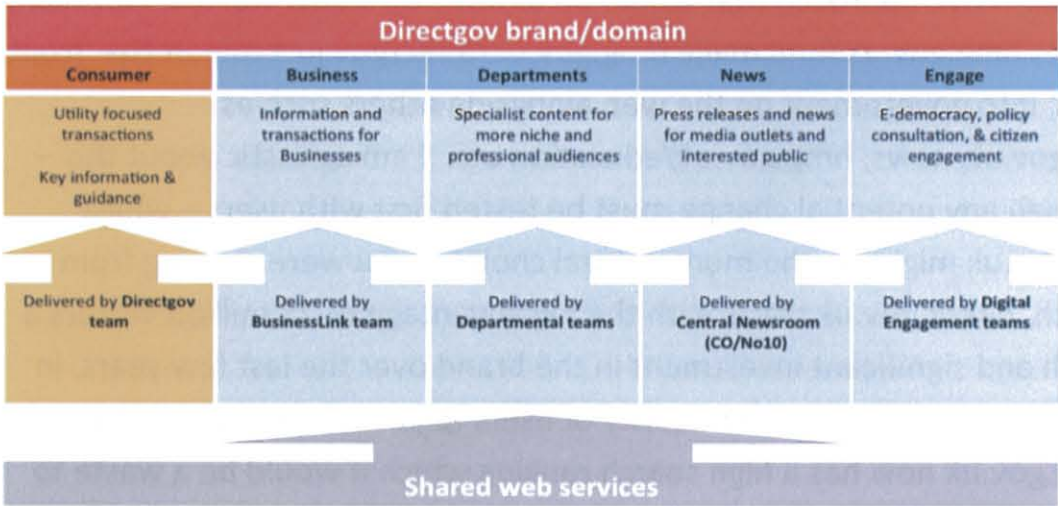 Directgov brand/domain
Consumer
Business
Departments
News
Engage
Utility focused
transactions
Key information &
guidance
Information and
transactions for
Businesses
Specialist content for
more niche and
professional audiences
Press releases and news
for media outlets and
interested public
E-democracy, policy
consultation, & citizen
engagement
Delivered by Directgov
team
Delivered by
BusinessLink team
Delivered by
Departmental teams
Delivered by
Central Newsroom
(CO/No10)
Delivered by Digital
Engagement teams
Shared web services